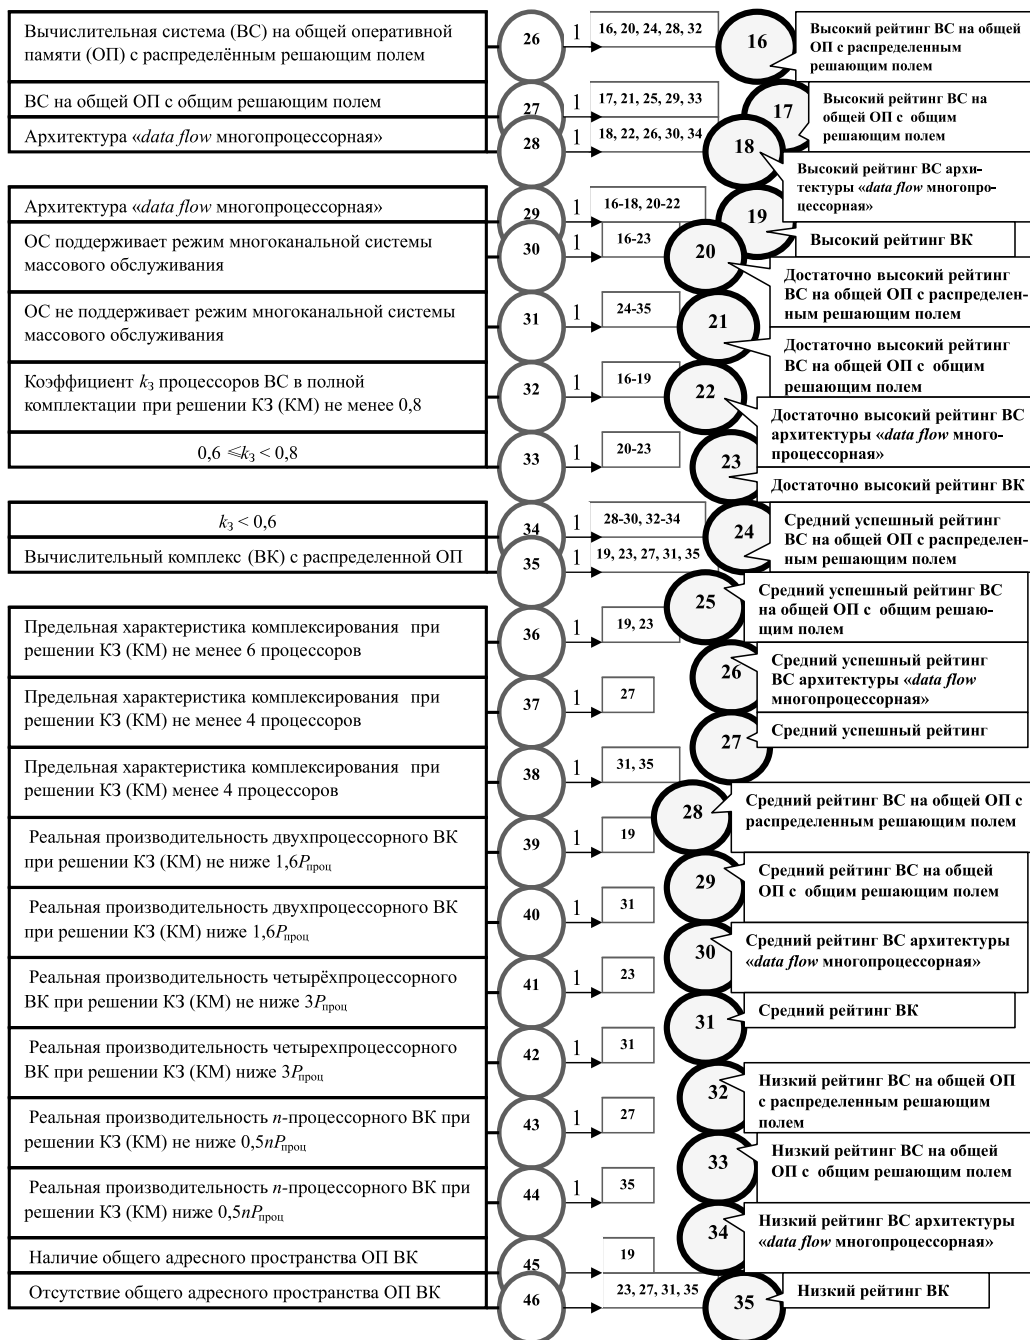 Вычислительная система (ВС) на общей оперативной
памяти (ОП) с распределённым решающим полем
26
1
16, 20, 24, 28, 32
16
Высокий рейтинг ВС на общей
ОП с распределенным
решающим полем
ВС на общей ОП с общим решающим полем
27
1
17, 21, 25, 29, 33
17
Высокий рейтинг ВС на
общей ОП с общим
решающим полем
Архитектура «data flow многопроцессорная»
28
1
18, 22, 26, 30, 34
18
Высокий рейтинг ВС архи-
тектуры «data flow многопро-
цессорная»
Архитектура «data flow многопроцессорная»
29
1
16-18, 20-22
19
Высокий рейтинг ВК
ОС поддерживает режим многоканальной системы
массового обслуживания
30
1
16-23
20
Достаточно высокий рейтинг
ВС на общей ОП с распределен-
ным решающим полем
ОС не поддерживает режим многоканальной системы
массового обслуживания
31
1
24-35
21
Достаточно высокий рейтинг
ВС на общей ОП с общим
решающим полем
Коэффициент kЗ процессоров ВС в полной
комплектации при решении КЗ (КМ) не менее 0,8
32
1
16-19
22
Достаточно высокий рейтинг ВС
архитектуры «data flow много-
процессорная»
0,6 ≤kЗ < 0,8
33
1
20-23
23
Достаточно высокий рейтинг ВК
kЗ < 0,6
34
1
28-30, 32-34
24
Средний успешный рейтинг
ВС на общей ОП с распределен-
ным решающим полем
Вычислительный комплекс (ВК) с распределенной ОП
35
1
19, 23, 27, 31, 35
25
Средний успешный рейтинг ВС
на общей ОП с общим решаю-
щим полем
Предельная характеристика комплексирования при
решении КЗ (КМ) не менее 6 процессоров
36
1
19, 23
26
Средний успешный рейтинг
ВС архитектуры «data flow
многопроцессорная»
Предельная характеристика комплексирования при
решении КЗ (КМ) не менее 4 процессоров
37
1
27
27
Средний успешный рейтинг
Предельная характеристика комплексирования при
решении КЗ (КМ) менее 4 процессоров
38
1
31, 35
28
Средний рейтинг ВС на общей ОП с
распределенным решающим полем
Реальная производительность двухпроцессорного ВК
при решении КЗ (КМ) не ниже 1,6Pпроц
39
1
19
29
Средний рейтинг ВС на общей
ОП с общим решающим полем
Реальная производительность двухпроцессорного ВК
при решении КЗ (КМ) ниже 1,6Pпроц
40
1
31
30
Средний рейтинг ВС архитектуры
«data flow многопроцессорная»
Реальная производительность четырёхпроцессорного
ВК при решении КЗ (КМ) не ниже 3Pпроц
41
1
23
31
Средний рейтинг ВК
Реальная производительность четырехпроцессорного
ВК при решении КЗ (КМ) ниже 3Pпроц
42
1
31
32
Низкий рейтинг ВС на общей ОП
с распределенным решающим
полем
Реальная производительность n-процессорного ВК при
решении КЗ (КМ) не ниже 0,5nPпроц
43
1
27
33
Низкий рейтинг ВС на общей
ОП с общим решающим полем
Реальная производительность n-процессорного ВК при
решении КЗ (КМ) ниже 0,5nPпроц
44
1
35
34
Низкий рейтинг ВС архитектуры
«data flow многопроцессорная»
Наличие общего адресного пространства ОП ВК
45
1
19
Отсутствие общего адресного пространства ОП ВК
46
1
23, 27, 31, 35
35
Низкий рейтинг ВК